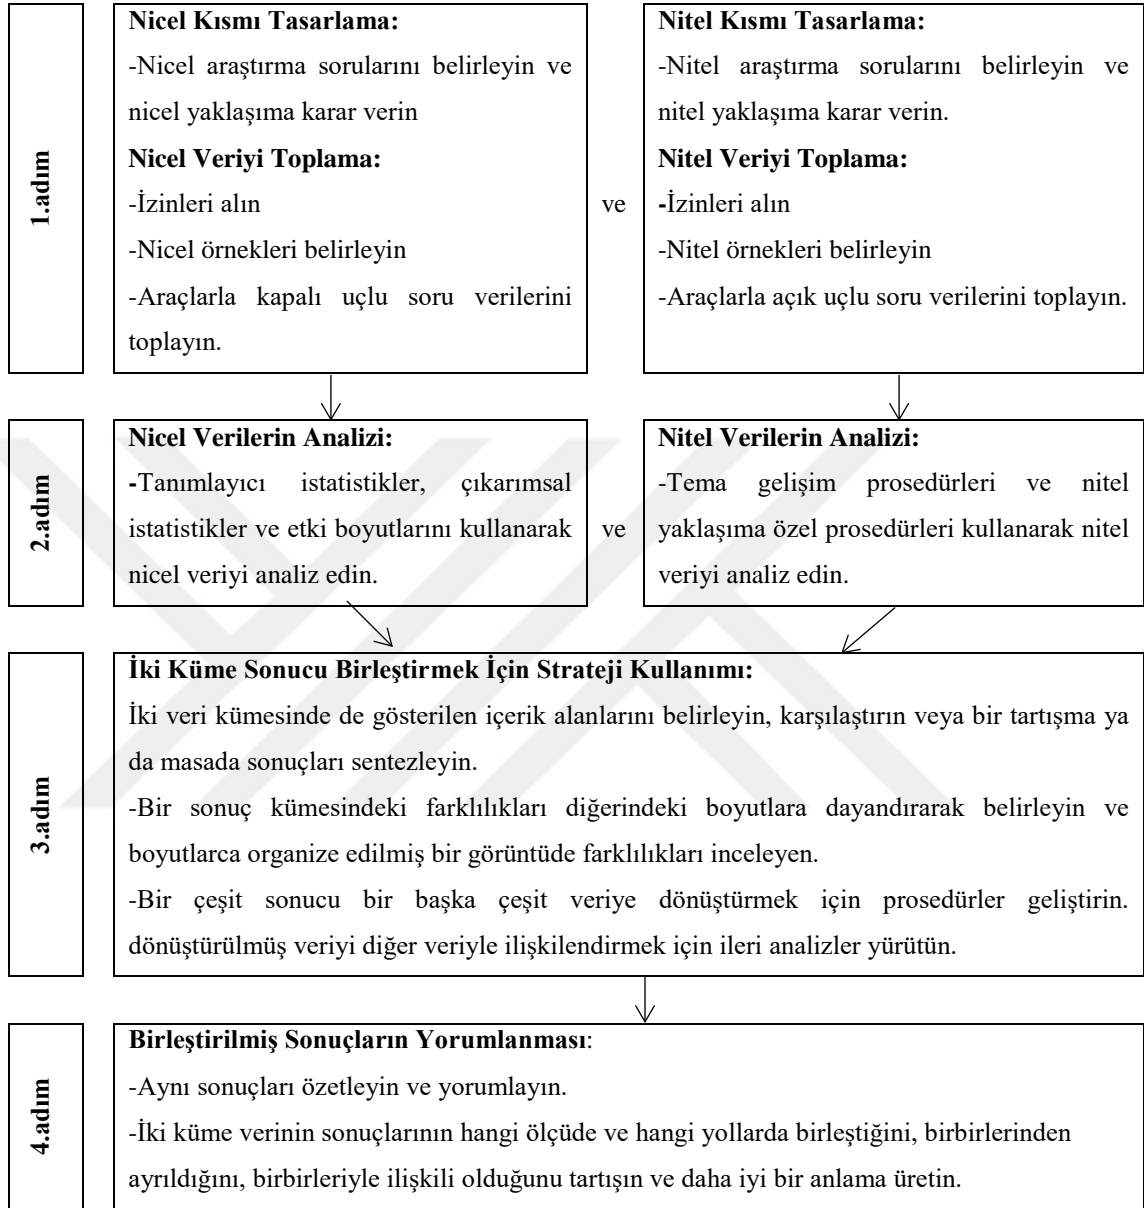 1.adım
Nicel Kısmı Tasarlama:
-Nicel araştırma sorularını belirleyin ve
nicel yaklaşıma karar verin
Nicel Veriyi Toplama:
-İzinleri alın
-Nicel örnekleri belirleyin
-Araçlarla kapalı uçlu soru verilerini
toplayın.
ve
Nitel Kısmı Tasarlama:
-Nitel araştırma sorularını belirleyin ve
nitel yaklaşıma karar verin.
Nitel Veriyi Toplama:
-İzinleri alın
-Nitel örnekleri belirleyin
-Araçlarla açık uçlu soru verilerini toplayın.
2.adım
Nicel Verilerin Analizi:
-Tanımlayıcı istatistikler, çıkarımsal
istatistikler ve etki boyutlarını kullanarak
nicel veriyi analiz edin.
ve
Nitel Verilerin Analizi:
-Tema gelişim prosedürleri ve nitel
yaklaşıma özel prosedürleri kullanarak nitel
veriyi analiz edin.
3.adım
İki Küme Sonucu Birleştirmek İçin Strateji Kullanımı:
İki veri kümesinde de gösterilen içerik alanlarını belirleyin, karşılaştırın veya bir tartışma ya
da masada sonuçları sentezleyin.
-Bir sonuç kümesindeki farklılıkları diğerindeki boyutlara dayandırarak belirleyin ve
boyutlarca organize edilmiş bir görüntüde farklılıkları inceleyen.
-Bir çeşit sonucu bir başka çeşit veriye dönüştürmek için prosedürler geliştirin.
dönüştürülmüş veriyi diğer veriyle ilişkilendirmek için ileri analizler yürütün.
4.adım
Birleştirilmiş Sonuçların Yorumlanması:
-Aynı sonuçları özetleyin ve yorumlayın.
-İki küme verinin sonuçlarının hangi ölçüde ve hangi yollarda birleştiğini, birbirlerinden
ayrıldığını, birbirleriyle ilişkili olduğunu tartışın ve daha iyi bir anlama üretin.